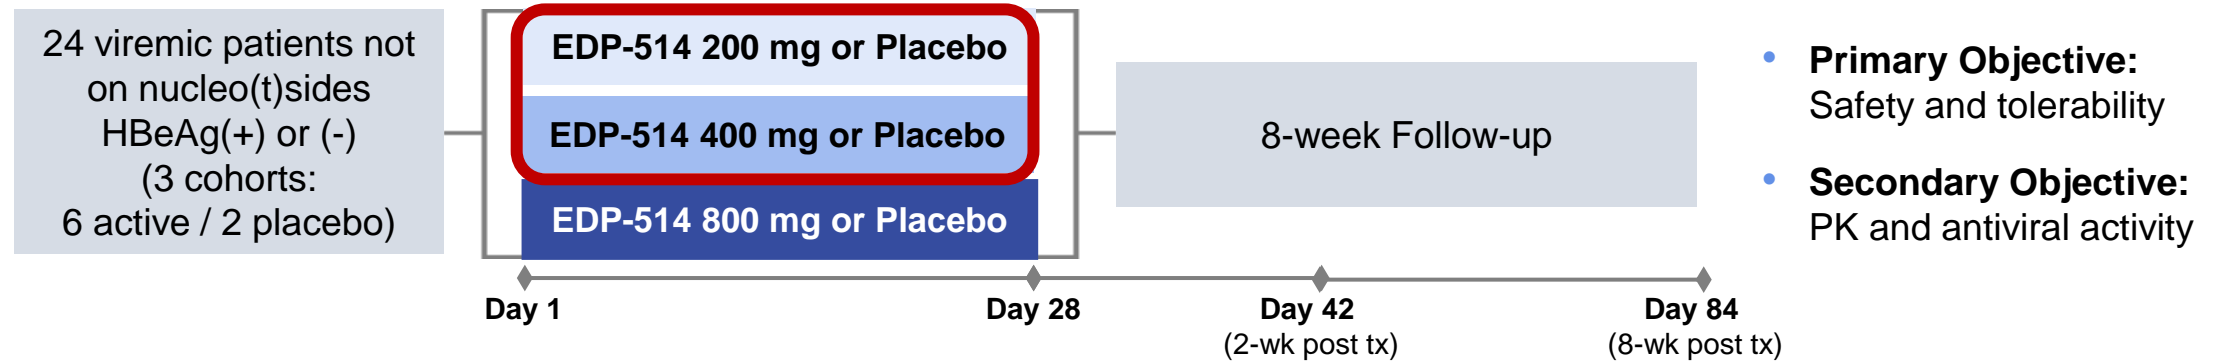 24 viremic patients not
on nucleo(t)sides
HBeAg(+) or (-)
(3 cohorts:
6 active / 2 placebo)
EDP-514 200 mg or Placebo
EDP-514 400 mg or Placebo
EDP-514 800 mg or Placebo
8-week Follow-up
Day 1
Day 28
Day 42
(2-wk post tx)
Day 84
(8-wk post tx)
• Primary Objective:
Safety and tolerability
• Secondary Objective:
PK and antiviral activity